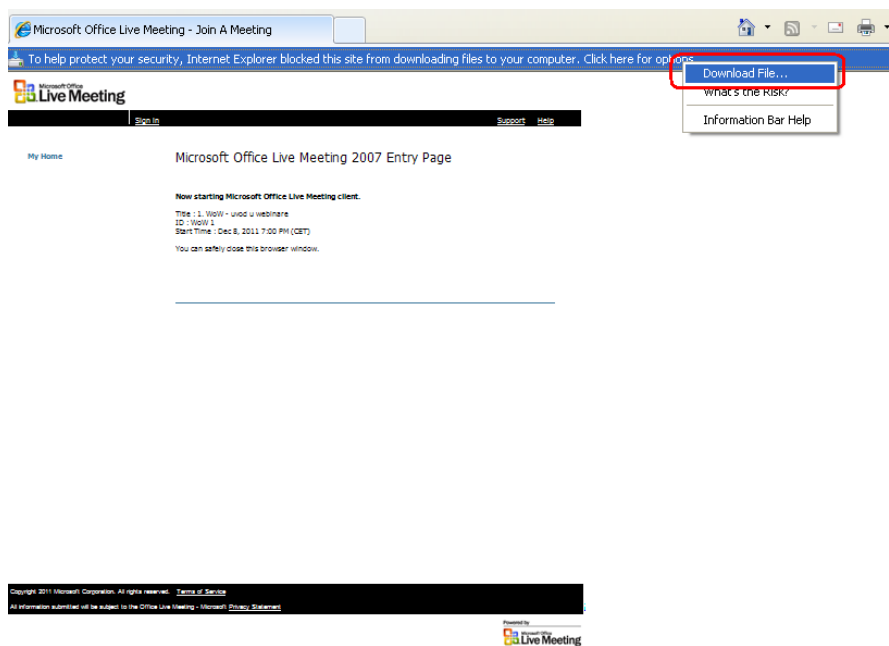 Microsoft Office Live Meeting - Join A Meeting
To help protect your security, Internet Explorer blocked this site from downloading files to your computer. Click here for options...
Download File...
What's the Risk?
Information Bar Help
Microsoft Office
Live Meeting
Sign In
Support Help
My Home
Microsoft Office Live Meeting 2007 Entry Page
Now starting Microsoft Office Live Meeting client.
Title : 1. WoW - uvod u webinare
ID : WoW 1
Start Time : Dec 8, 2011 7:00 PM (CET)
You can safely close this browser window.
Copyright 2011 Microsoft Corporation. All rights reserved. Terms of Service
All information submitted will be subject to the Office Live Meeting - Microsoft Privacy Statement
Powered by
Microsoft Office
Live Meeting